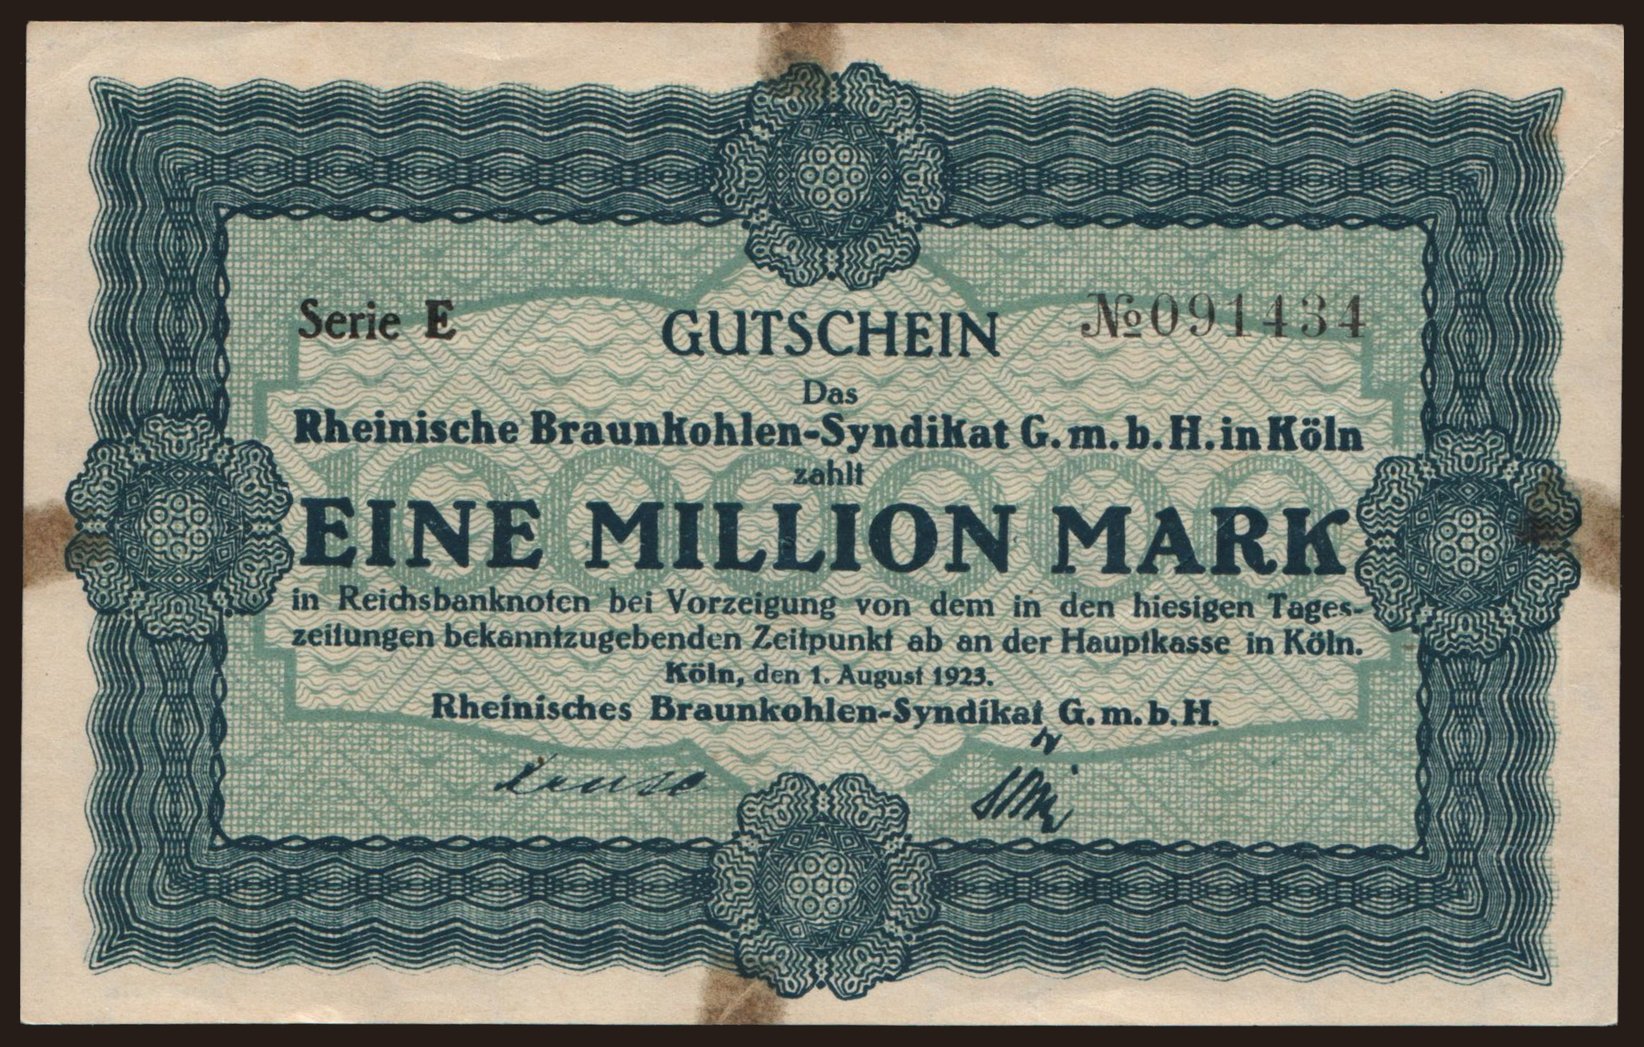 Serie E
GUTSCHEIN
№091434
Das
Rheinische Braunkohlen-Syndikat G.m.b.H. in Köln
zahlt
1000000
EINE MILLION MARK
in Reichsbanknoten bei Vorzeigung von dem in den hiesigen Tages-
zeitungen bekanntzugebenden Zeitpunkt ab an der Hauptkasse in Köln.
Köln, den 1. August 1923.
Rheinisches Braunkohlen-Syndikat G.m.b.H.